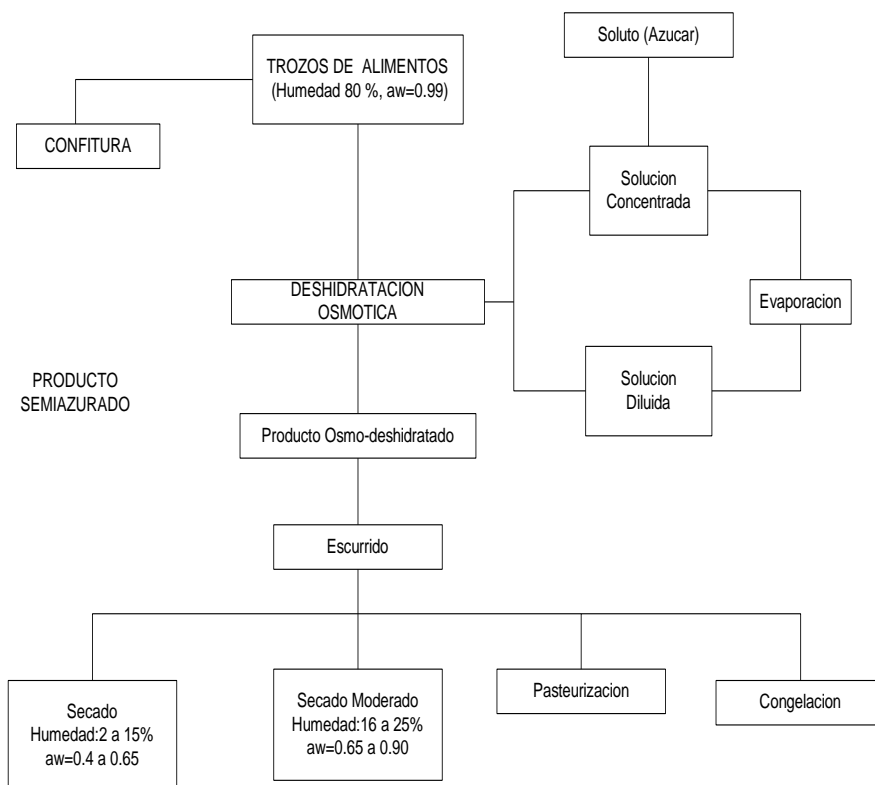 Soluto (Azucar)
TROZOS DE ALIMENTOS
(Humedad 80 %, aw=0.99)
CONFITURA
Solucion
Concentrada
DESHIDRATACION
OSMOTICA
Evaporacion
PRODUCTO
SEMIAZURADO
Solucion
Diluida
Producto Osmo-deshidratado
Escurrido
Secado
Humedad:2 a 15%
aw=0.4 a 0.65
Secado Moderado
Humedad:16 a 25%
aw=0.65 a 0.90
Pasteurizacion
Congelacion